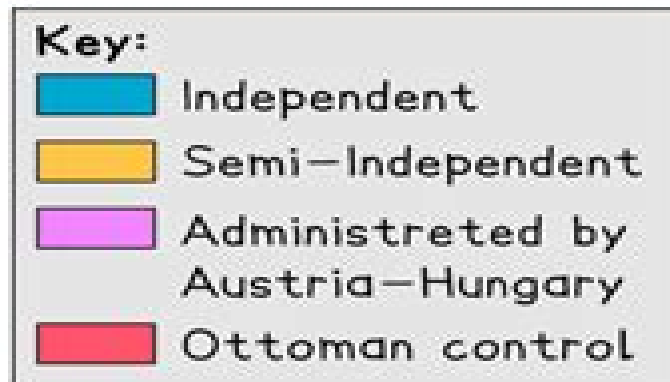 Key:
Independent
Semi-Independent
Administreted by
Austria-Hungary
Ottoman control